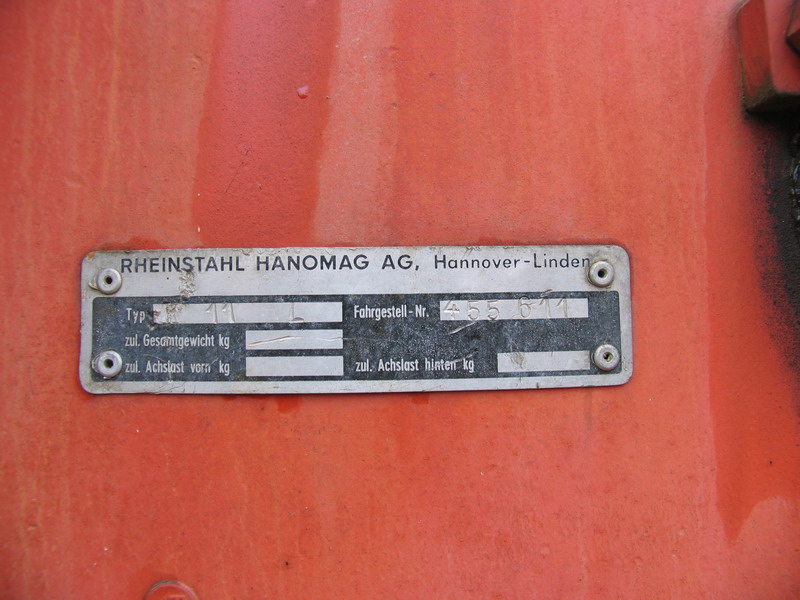 RHEINSTAHL HANOMAG AG, Hannover-Linden
Typ 11 L Fahrgestell-Nr. 455 611
zul. Gesamtgewicht kg
zul. Achslast vorn kg zul. Achslast hinten kg